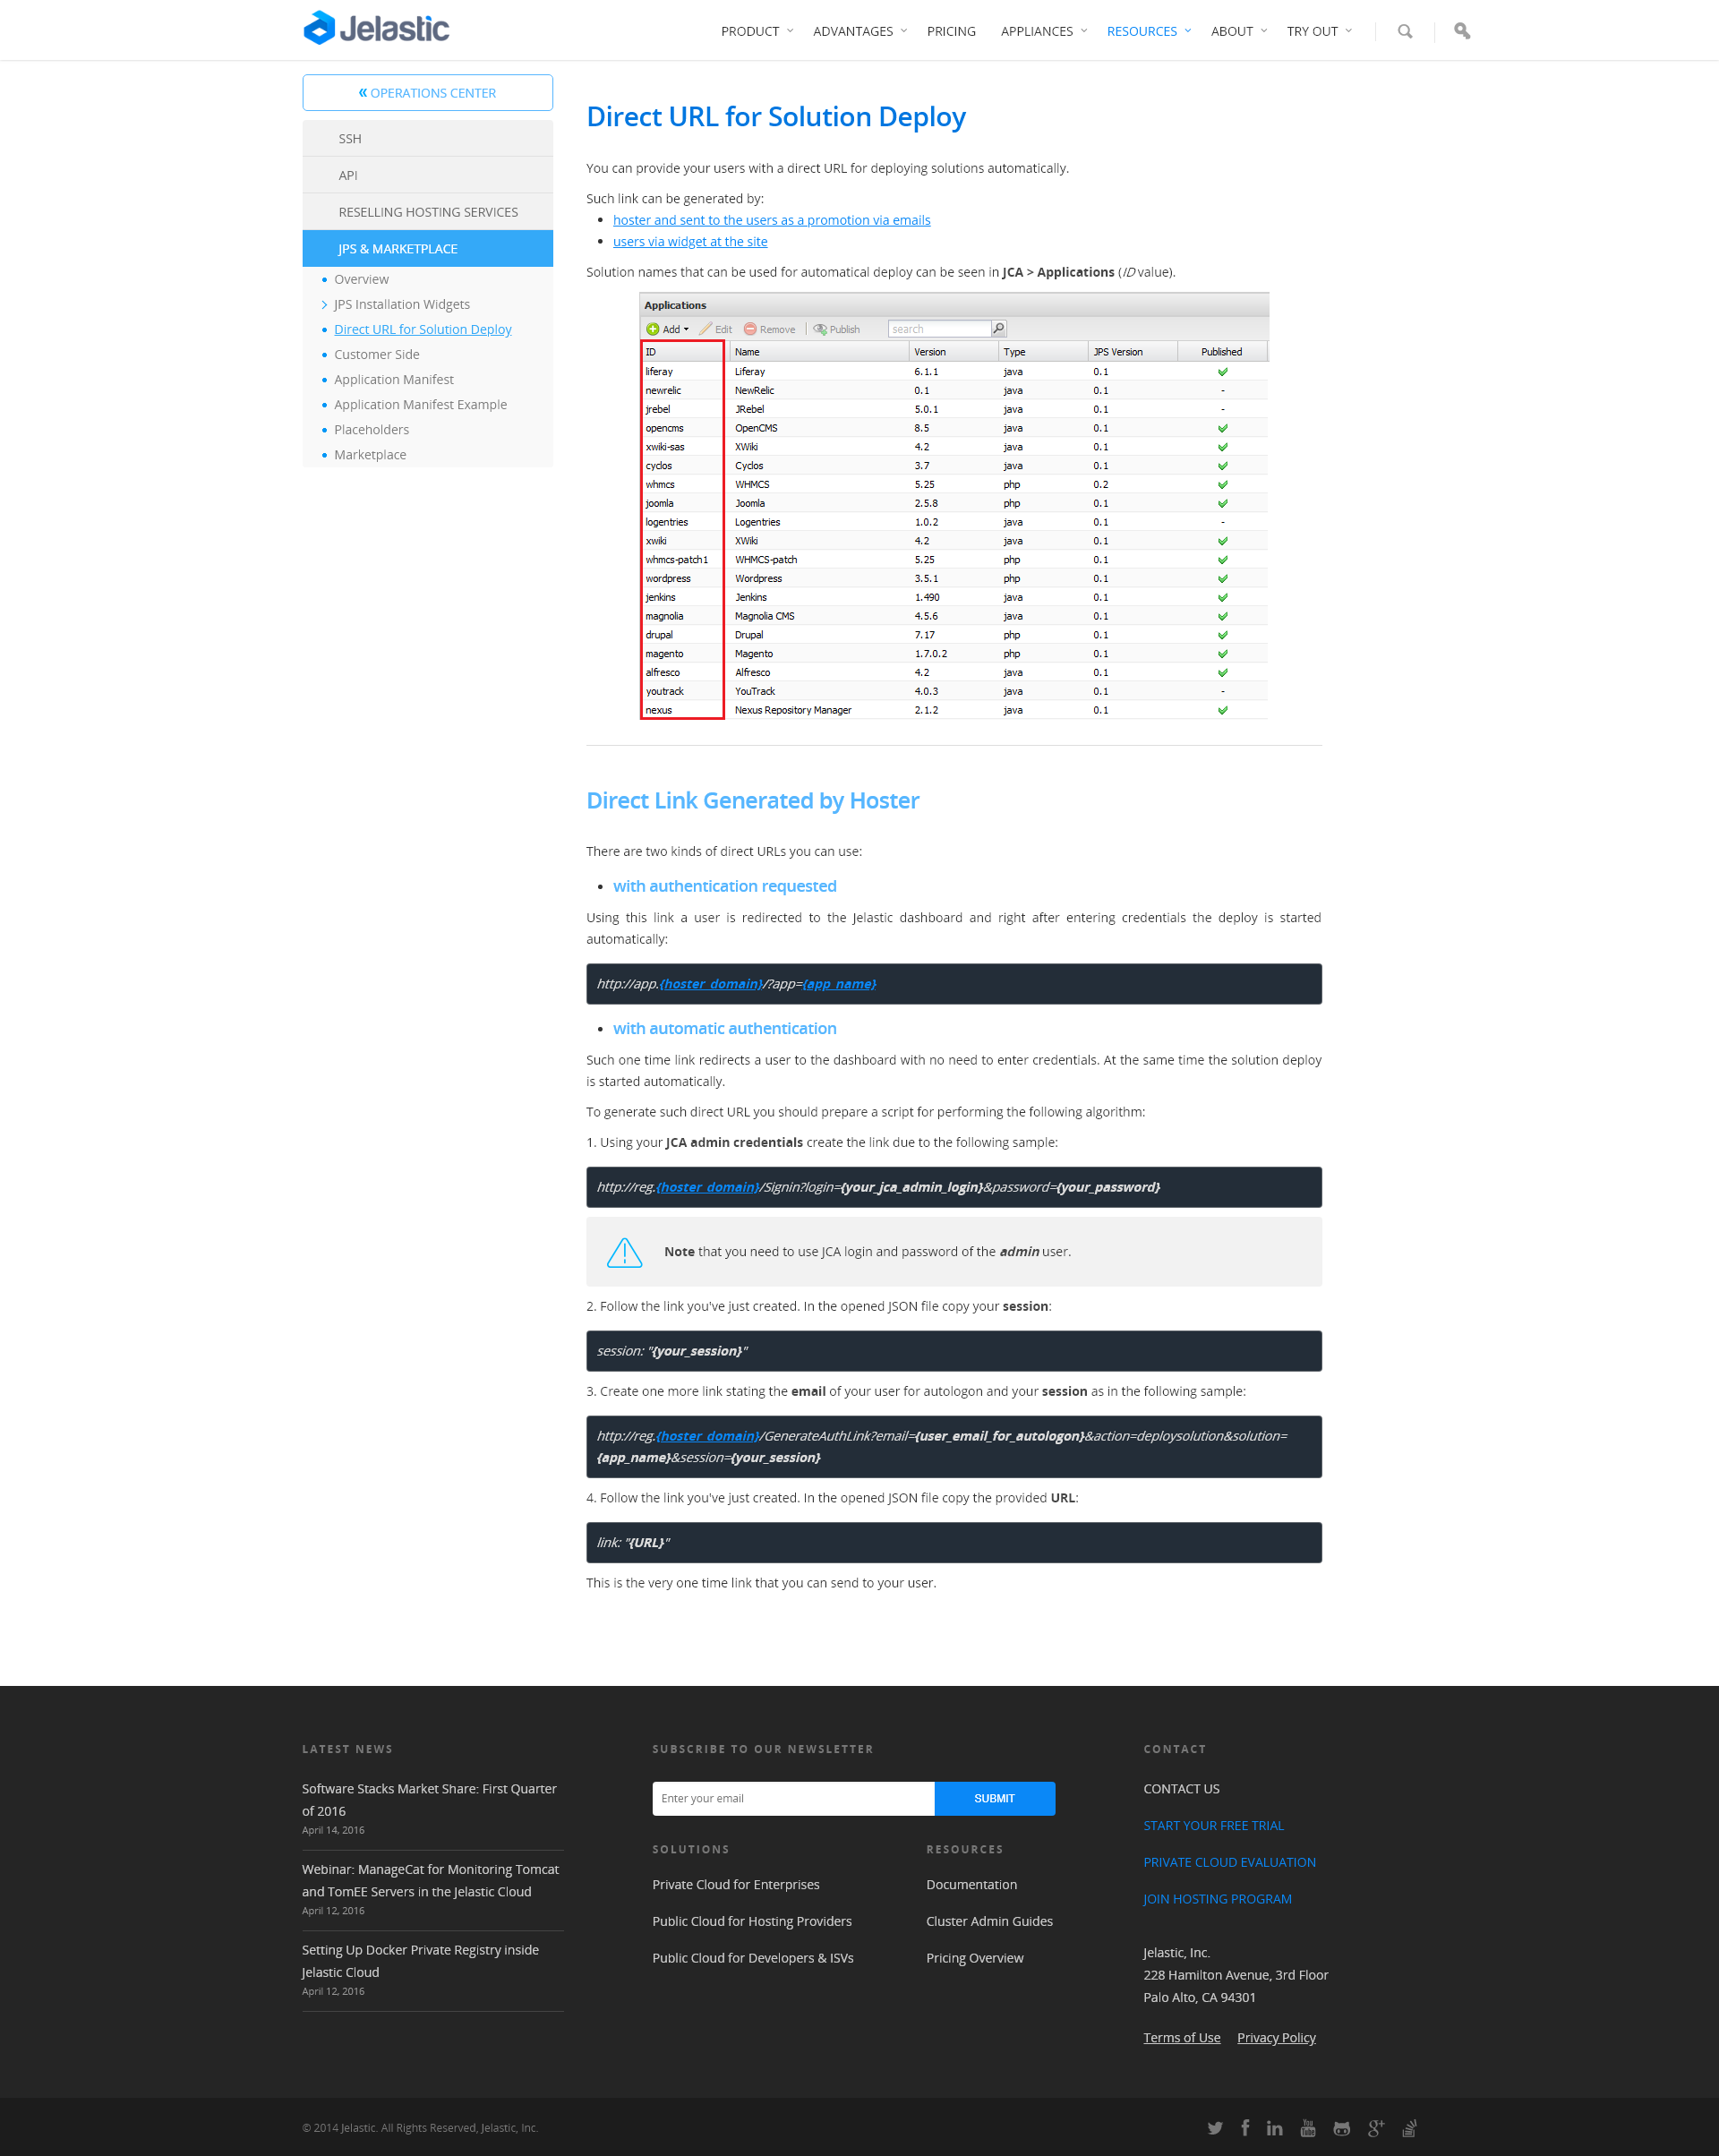 Jelastic
PRODUCT ADVANTAGES PRICING APPLIANCES RESOURCES ABOUT TRY OUT
« OPERATIONS CENTER
SSH
API
RESELLING HOSTING SERVICES
JPS & MARKETPLACE
Overview
JPS Installation Widgets
Direct URL for Solution Deploy
Customer Side
Application Manifest
Application Manifest Example
Placeholders
Marketplace
Direct URL for Solution Deploy
You can provide your users with a direct URL for deploying solutions automatically.
Such link can be generated by:
hoster and sent to the users as a promotion via emails
users via widget at the site
Solution names that can be used for automatical deploy can be seen in JCA > Applications (ID value).
Applications
Add Edit Remove Publish search
ID Name Version Type JPS Version Published
liferay Liferay 6.1.1 java 0.1
newrelic NewRelic 0.1 java 0.1 -
jrebel JRebel 5.0.1 java 0.1 -
opencms OpenCMS 8.5 java 0.1
xwiki-sas XWiki 4.2 java 0.1
cyclos Cyclos 3.7 java 0.1
whmcs WHMCS 5.25 php 0.2
joomla Joomla 2.5.8 php 0.1
logentries Logentries 1.0.2 java 0.1 -
xwiki XWiki 4.2 java 0.1
whmcs-patch1 WHMCS-patch 5.25 php 0.1
wordpress Wordpress 3.5.1 php 0.1
jenkins Jenkins 1.490 java 0.1
magnolia Magnolia CMS 4.5.6 java 0.1
drupal Drupal 7.17 php 0.1
magento Magento 1.7.0.2 php 0.1
alfresco Alfresco 4.2 java 0.1
youtrack YouTrack 4.0.3 java 0.1 -
nexus Nexus Repository Manager 2.1.2 java 0.1
Direct Link Generated by Hoster
There are two kinds of direct URLs you can use:
with authentication requested
Using this link a user is redirected to the Jelastic dashboard and right after entering credentials the deploy is started
automatically:
http://app.{hoster_domain}/?app={app_name}
with automatic authentication
Such one time link redirects a user to the dashboard with no need to enter credentials. At the same time the solution deploy
is started automatically.
To generate such direct URL you should prepare a script for performing the following algorithm:
1. Using your JCA admin credentials create the link due to the following sample:
http://reg.{hoster_domain}/Signin?login={your_jca_admin_login}&password={your_password}
Note that you need to use JCA login and password of the admin user.
2. Follow the link you've just created. In the opened JSON file copy your session:
session: "{your_session}"
3. Create one more link stating the email of your user for autologon and your session as in the following sample:
http://reg.{hoster_domain}/GenerateAuthLink?email={user_email_for_autologon}&action=deploysolution&solution=
{app_name}&session={your_session}
4. Follow the link you've just created. In the opened JSON file copy the provided URL:
link: "{URL}"
This is the very one time link that you can send to your user.
LATEST NEWS
Software Stacks Market Share: First Quarter
of 2016
April 14, 2016
Webinar: ManageCat for Monitoring Tomcat
and TomEE Servers in the Jelastic Cloud
April 12, 2016
Setting Up Docker Private Registry inside
Jelastic Cloud
April 12, 2016
SUBSCRIBE TO OUR NEWSLETTER
Enter your email SUBMIT
SOLUTIONS
Private Cloud for Enterprises
Public Cloud for Hosting Providers
Public Cloud for Developers & ISVs
RESOURCES
Documentation
Cluster Admin Guides
Pricing Overview
CONTACT
CONTACT US
START YOUR FREE TRIAL
PRIVATE CLOUD EVALUATION
JOIN HOSTING PROGRAM
Jelastic, Inc.
228 Hamilton Avenue, 3rd Floor
Palo Alto, CA 94301
Terms of Use Privacy Policy
© 2014 Jelastic. All Rights Reserved, Jelastic, Inc.